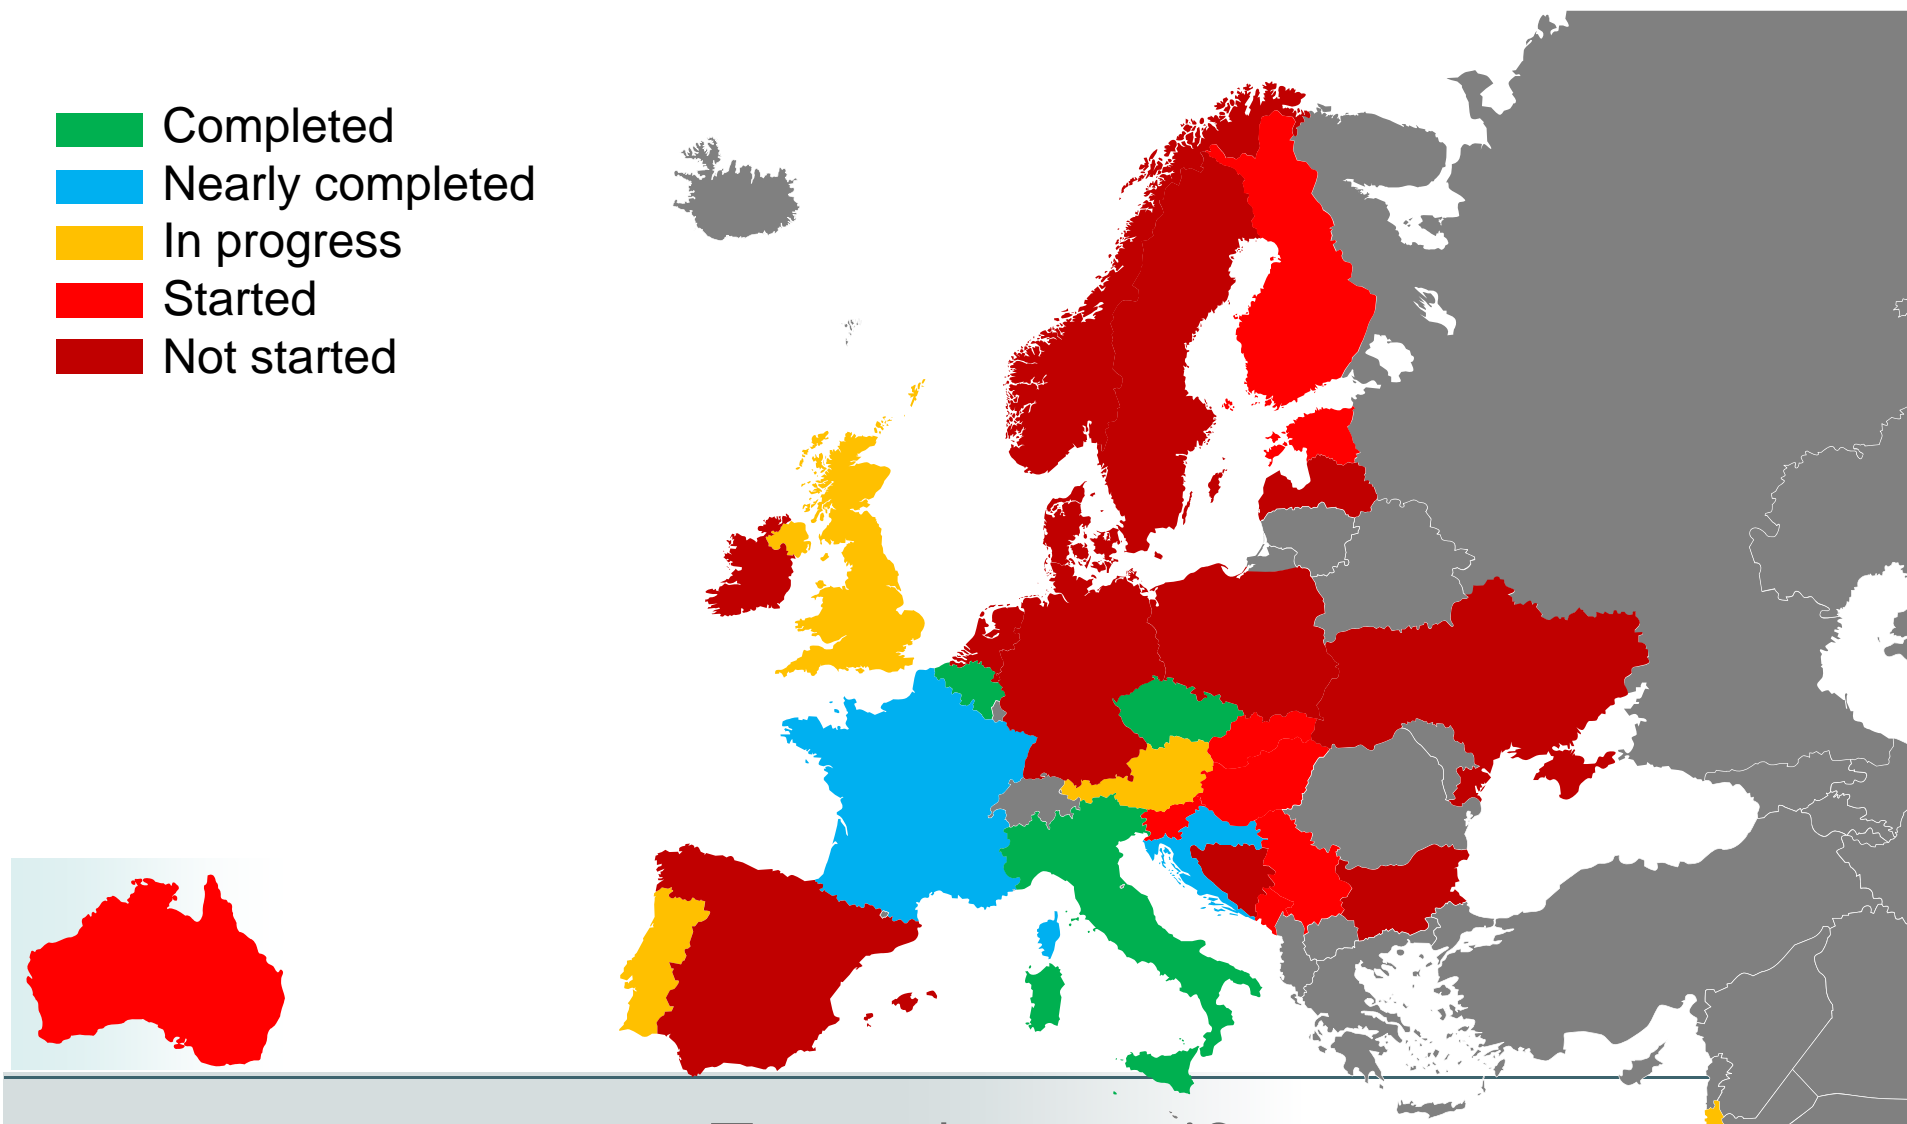 Completed
Nearly completed
In progress
Started
Not started